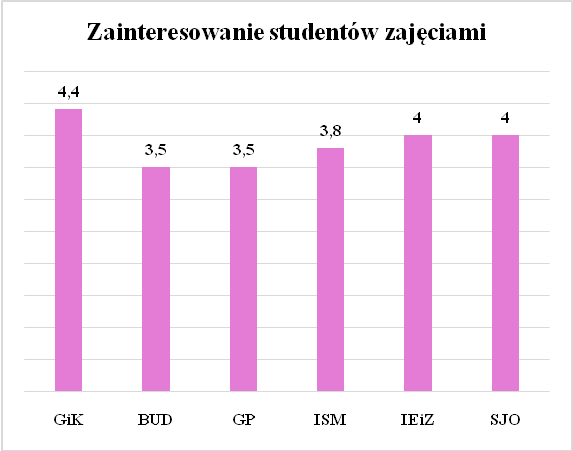 Zainteresowanie studentów zajęciami
4,4
3,5
3,5
3,8
4
4
GiK
BUD
GP
ISM
IEiZ
SJO